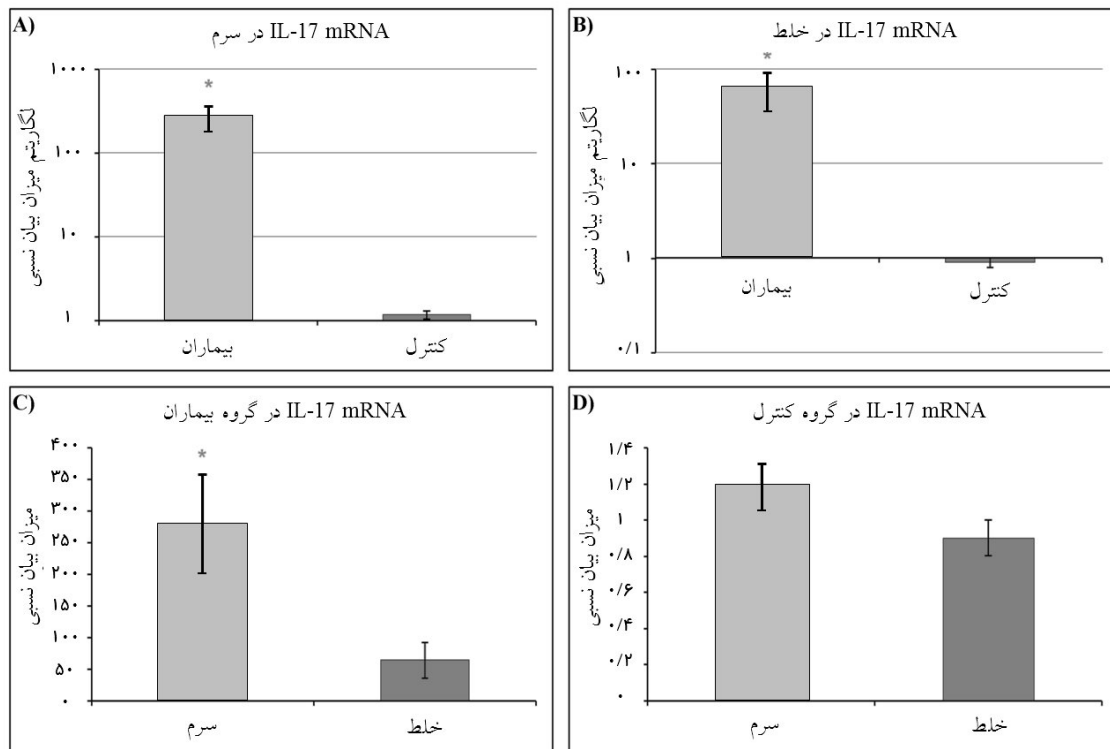 A)
IL-17 mRNA در سرم
لگاریتم میزان بیان نسبی
۱۰۰۰
۱۰۰
۱۰
۱
*
بیماران
کنترل
B)
IL-17 mRNA در خلط
لگاریتم میزان بیان نسبی
۱۰۰
۱۰
۱
۰/۱
*
بیماران
کنترل
C)
IL-17 mRNA در گروه بیماران
میزان بیان نسبی
۴۰۰
۳۵۰
۳۰۰
۲۵۰
۲۰۰
۱۵۰
۱۰۰
۵۰
۰
*
سرم
خلط
D)
IL-17 mRNA در گروه کنترل
میزان بیان نسبی
۱/۴
۱/۲
۱
۰/۸
۰/۶
۰/۴
۰/۲
۰
سرم
خلط